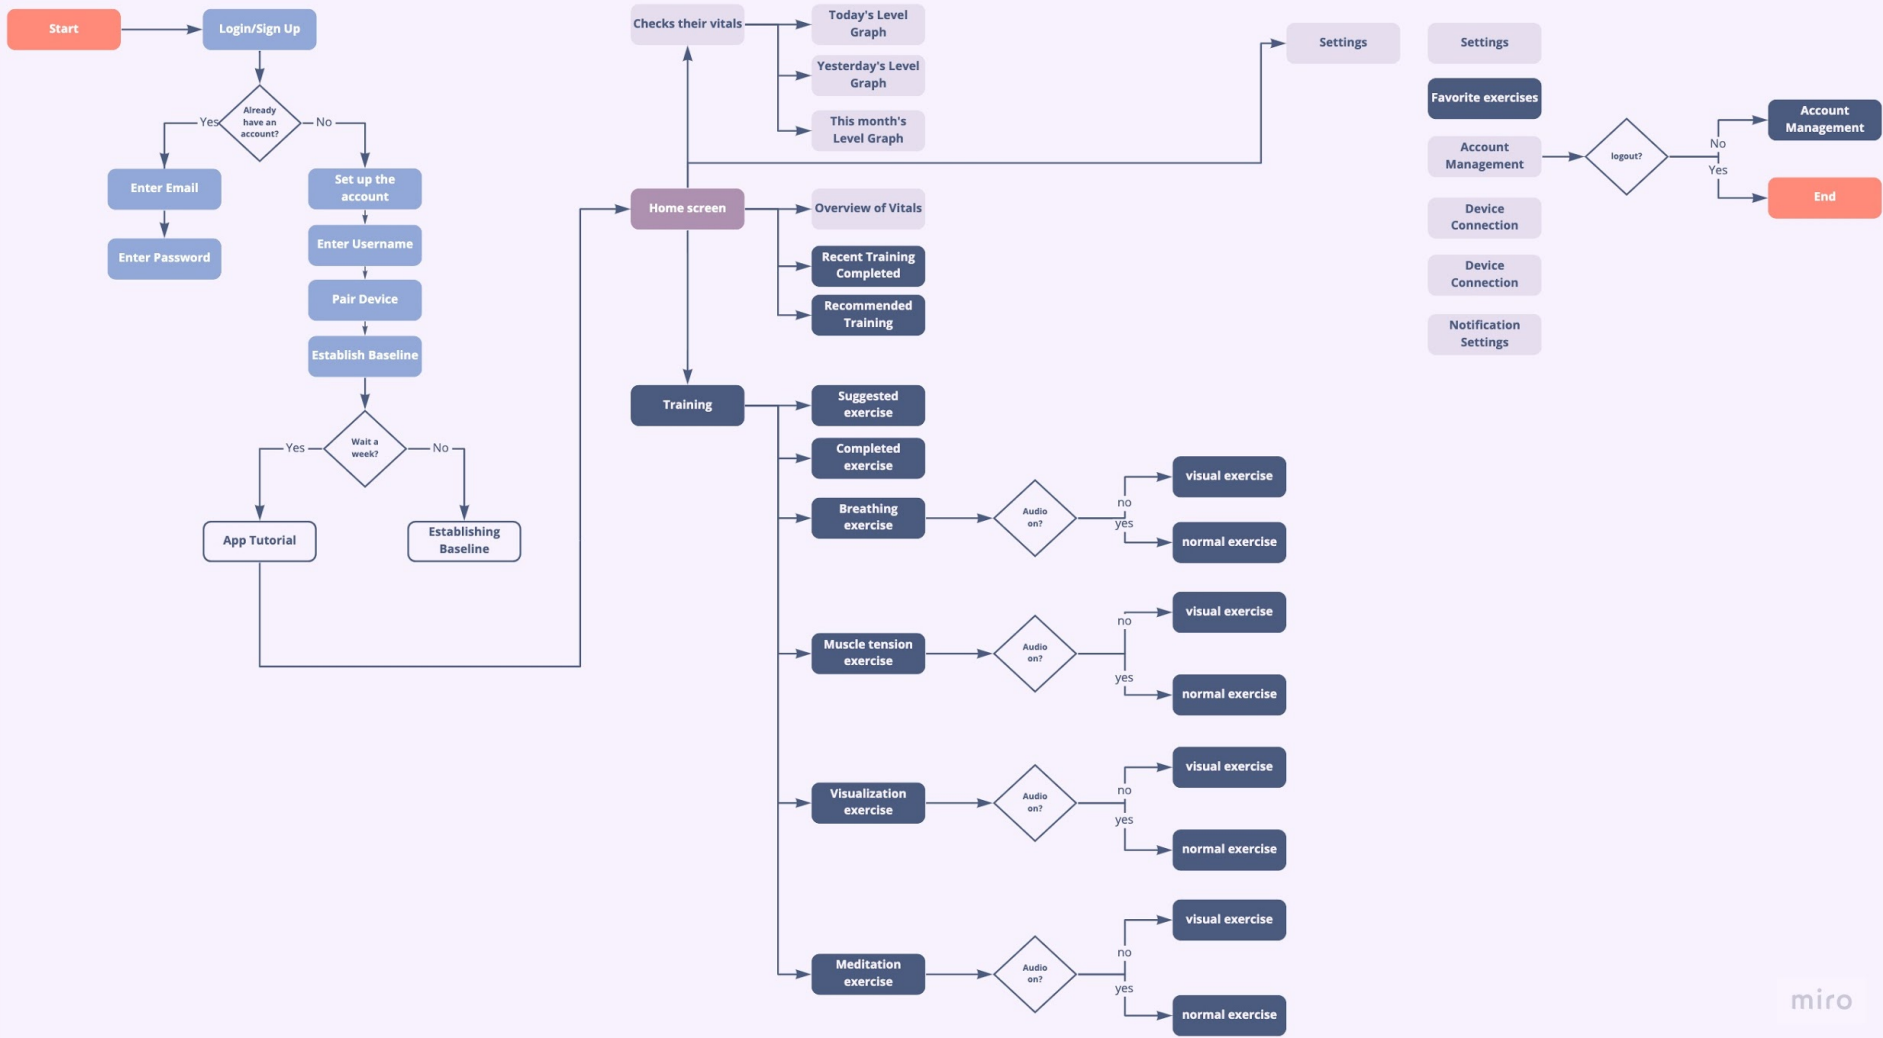 Start
Login/Sign Up
Already
have an
account?
Yes
No
Enter Email
Enter Password
Set up the
account
Enter Username
Pair Device
Establish Baseline
Wait a
week?
Yes
No
App Tutorial
Establishing
Baseline
Checks their vitals
Today's Level
Graph
Yesterday's Level
Graph
This month's
Level Graph
Home screen
Overview of Vitals
Recent Training
Completed
Recommended
Training
Training
Suggested
exercise
Completed
exercise
Breathing
exercise
Audio
on?
no
yes
visual exercise
normal exercise
Muscle tension
exercise
Audio
on?
no
yes
visual exercise
normal exercise
Visualization
exercise
Audio
on?
no
yes
visual exercise
normal exercise
Meditation
exercise
Audio
on?
no
yes
visual exercise
normal exercise
Settings
Settings
Favorite exercises
Account
Management
logout?
No
Yes
Account
Management
End
Device
Connection
Device
Connection
Notification
Settings
miro